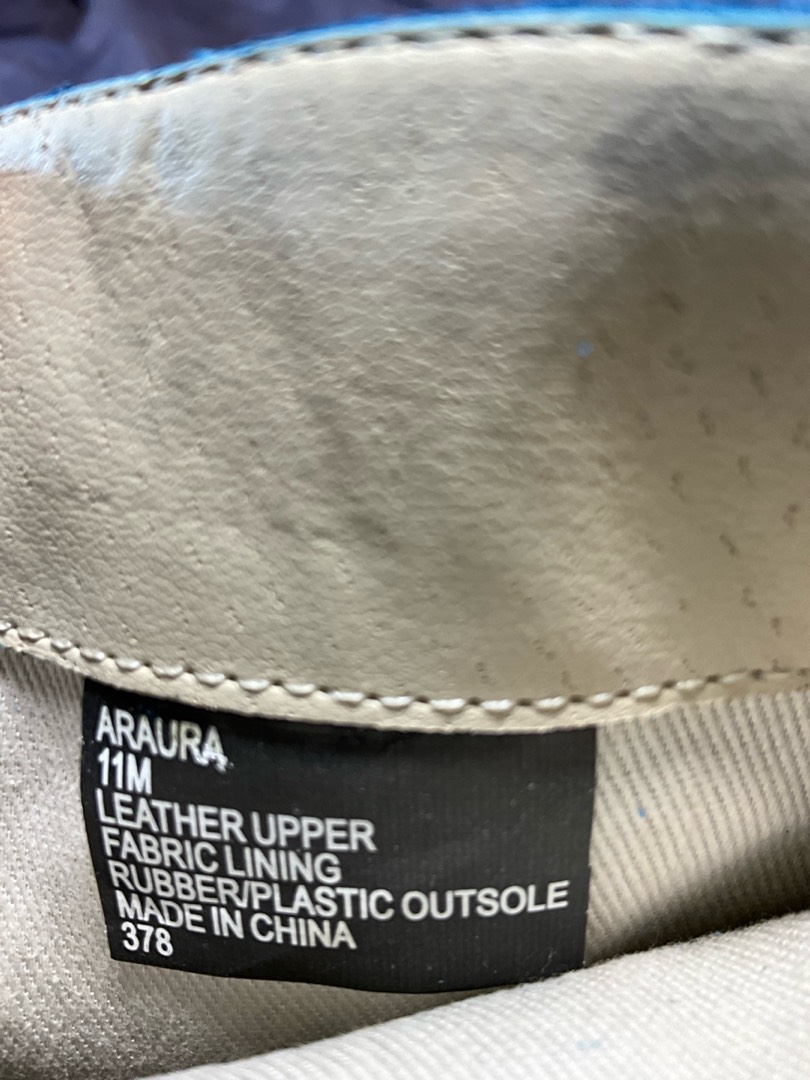 ARAURA
11M
LEATHER UPPER
FABRIC LINING
RUBBER/PLASTIC OUTSOLE
MADE IN CHINA
378